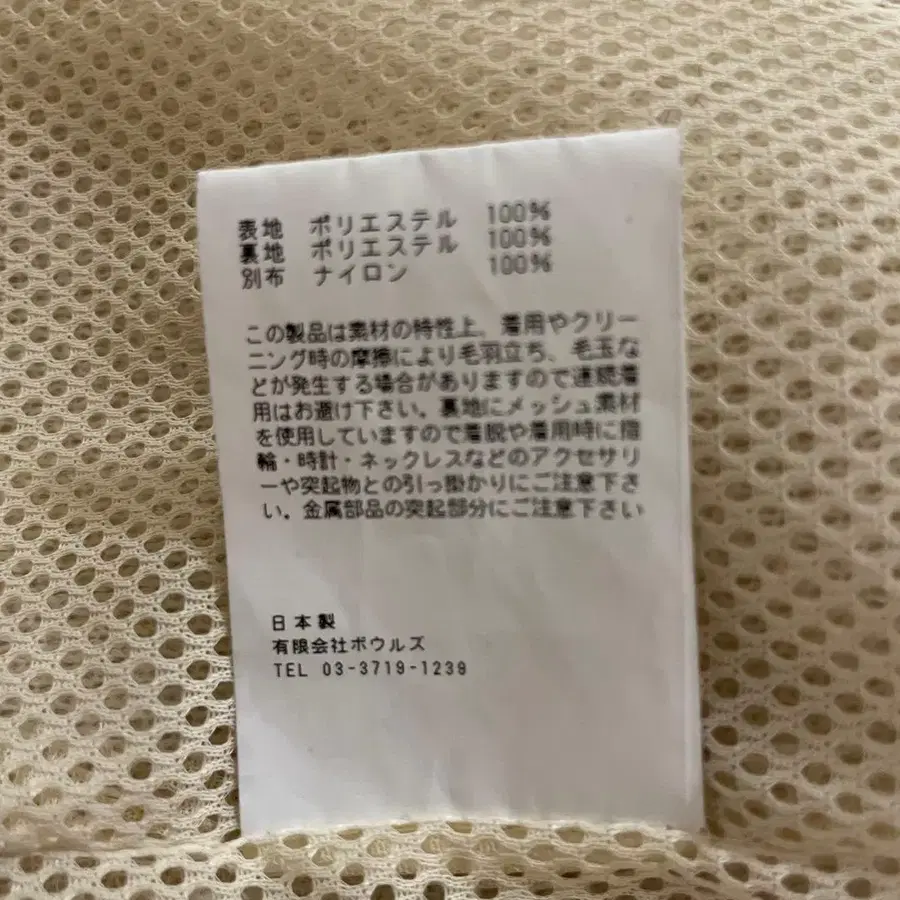 表地 ポリエステル 100%
裏地 ポリエステル 100%
別布 ナイロン 100%
この製品は素材の特性上、着用やクリー
ニング時の摩擦により毛羽立ち、毛玉な
どが発生する場合がありますので連続着
用はお避け下さい。裏地にメッシュ素材
を使用していますので着脱や着用時に指
輪・時計・ネックレスなどのアクセサリ
ーや突起物との引っ掛かりにご注意下さ
い。金属部品の突起部分にご注意下さい
日本製
有限会社ボウルズ
TEL 03-3719-1239